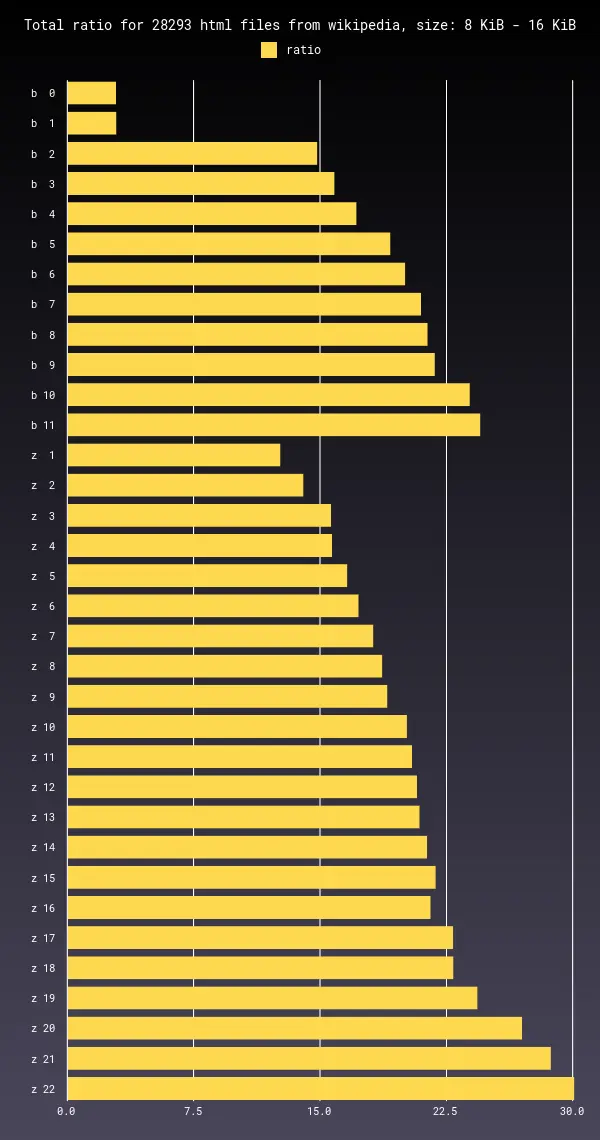 Total ratio for 28293 html files from wikipedia, size: 8 KiB - 16 KiB
ratio
b 0
b 1
b 2
b 3
b 4
b 5
b 6
b 7
b 8
b 9
b 10
b 11
z 1
z 2
z 3
z 4
z 5
z 6
z 7
z 8
z 9
z 10
z 11
z 12
z 13
z 14
z 15
z 16
z 17
z 18
z 19
z 20
z 21
z 22
0.0 7.5 15.0 22.5 30.0